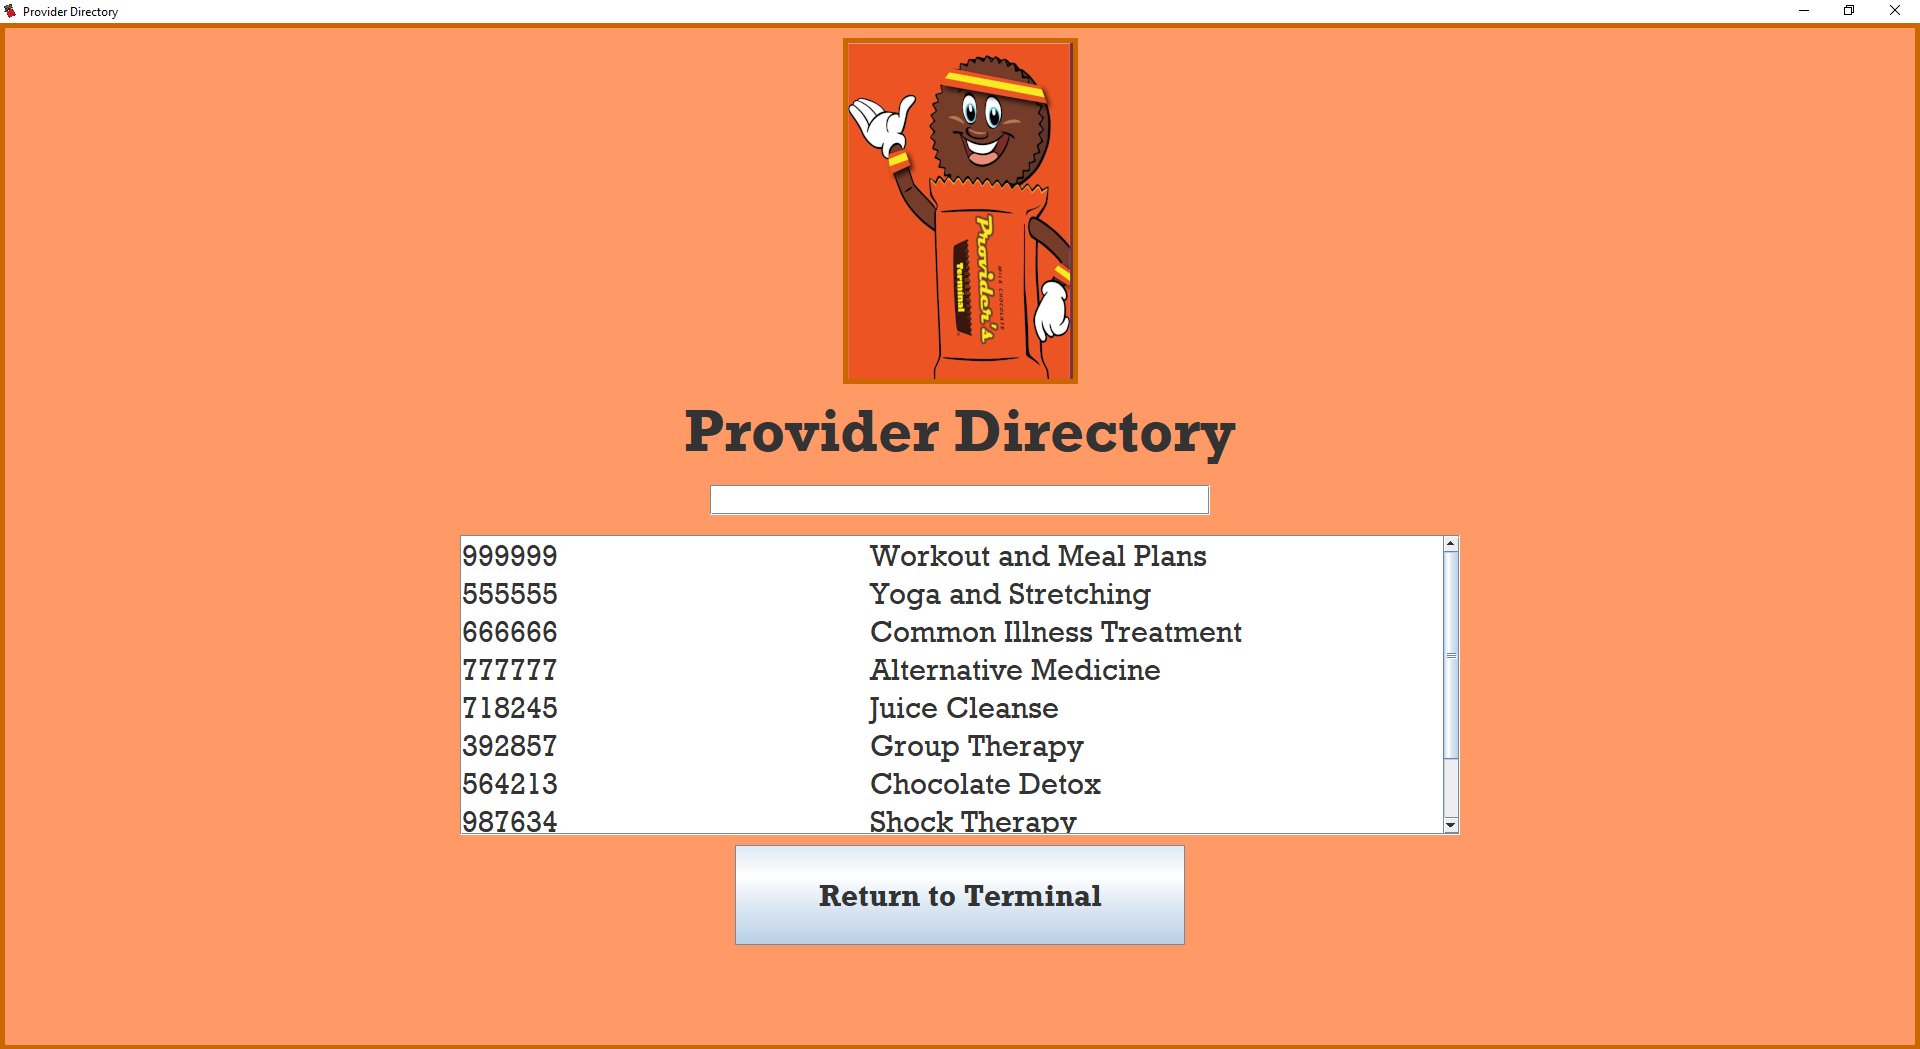 Provider Directory
Provider's
Terminal
MILK CHOCOLATE
Provider Directory
999999 Workout and Meal Plans
555555 Yoga and Stretching
666666 Common Illness Treatment
777777 Alternative Medicine
718245 Juice Cleanse
392857 Group Therapy
564213 Chocolate Detox
987634 Shock Therapy
Return to Terminal